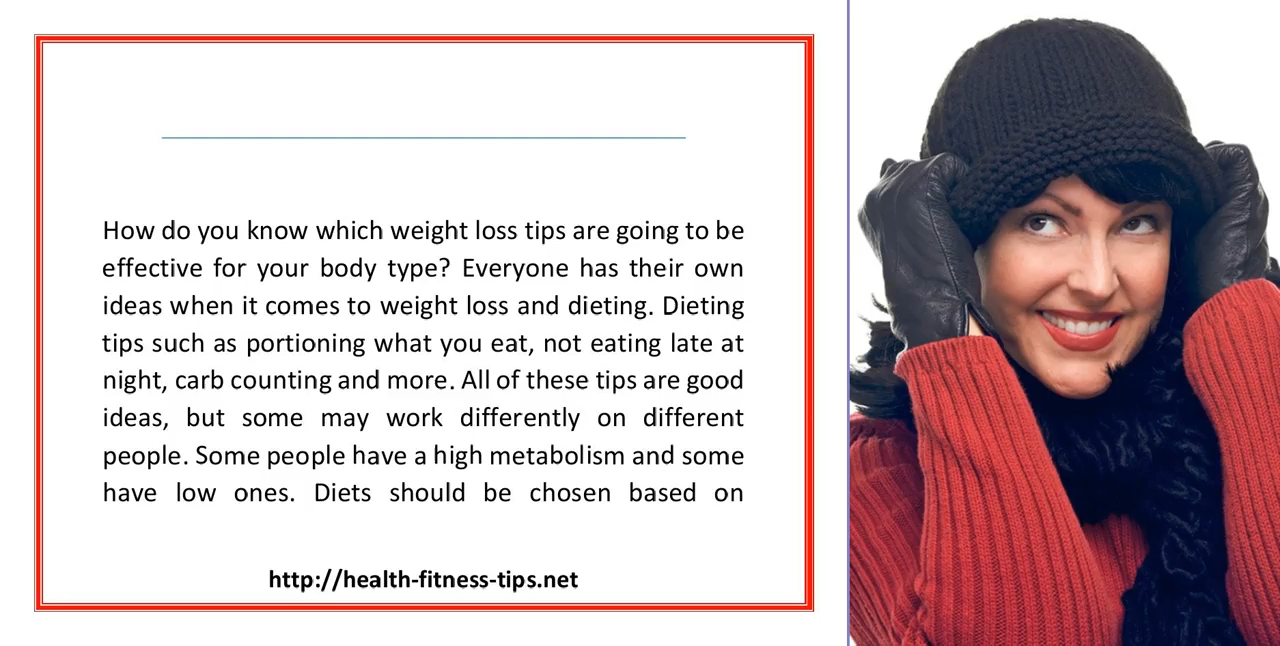 How do you know which weight loss tips are going to be
effective for your body type? Everyone has their own
ideas when it comes to weight loss and dieting. Dieting
tips such as portioning what you eat, not eating late at
night, carb counting and more. All of these tips are good
ideas, but some may work differently on different
people. Some people have a high metabolism and some
have low ones. Diets should be chosen based on
http://health-fitness-tips.net